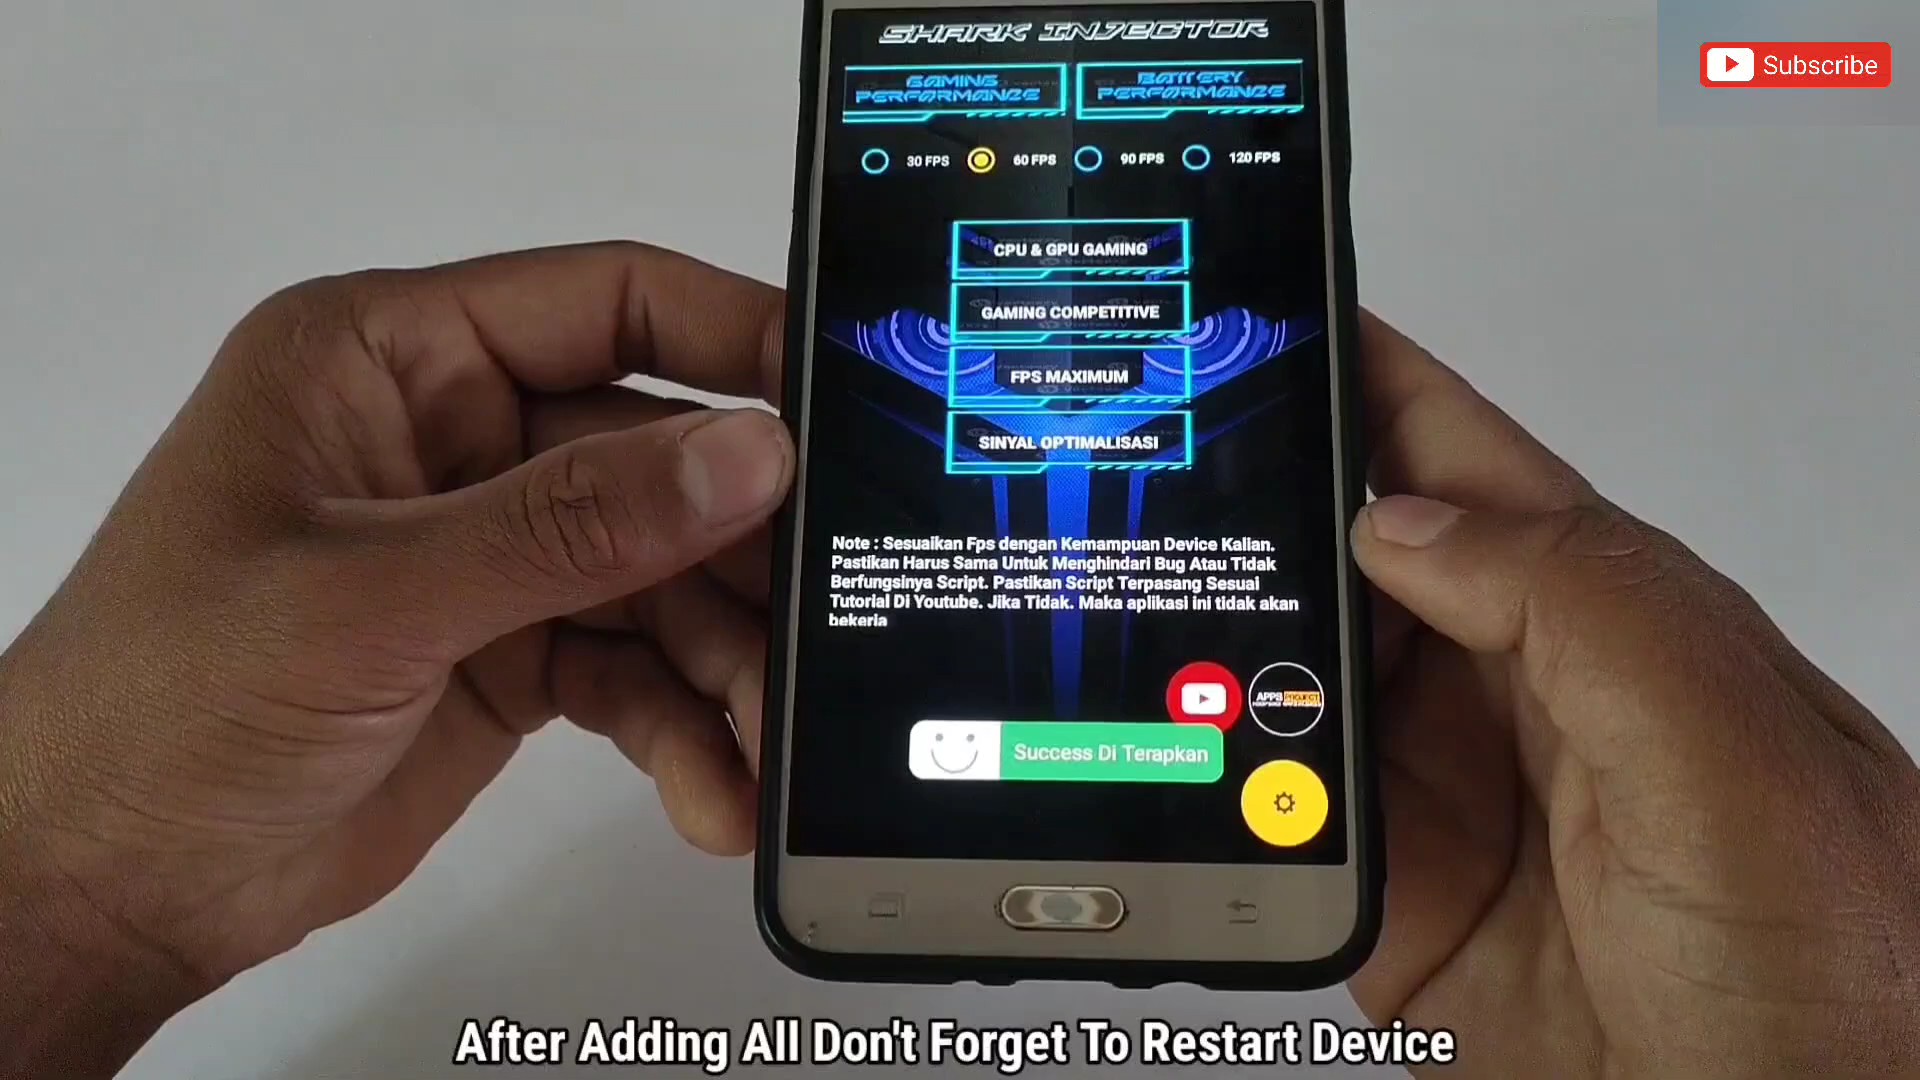 SHARK INJECTOR
GAMING
PERFORMANCE
BATTERY
PERFORMANCE
Subscribe
30 FPS
60 FPS
90 FPS
120 FPS
CPU & GPU GAMING
GAMING COMPETITIVE
FPS MAXIMUM
SINYAL OPTIMALISASI
Note : Sesuaikan Fps dengan Kemampuan Device Kalian.
Pastikan Harus Sama Untuk Menghindari Bug Atau Tidak
Berfungsinya Script. Pastikan Script Terpasang Sesuai
Tutorial Di Youtube. Jika Tidak. Maka aplikasi ini tidak akan
bekerja
APPS PROJECT
Success Di Terapkan
After Adding All Don't Forget To Restart Device